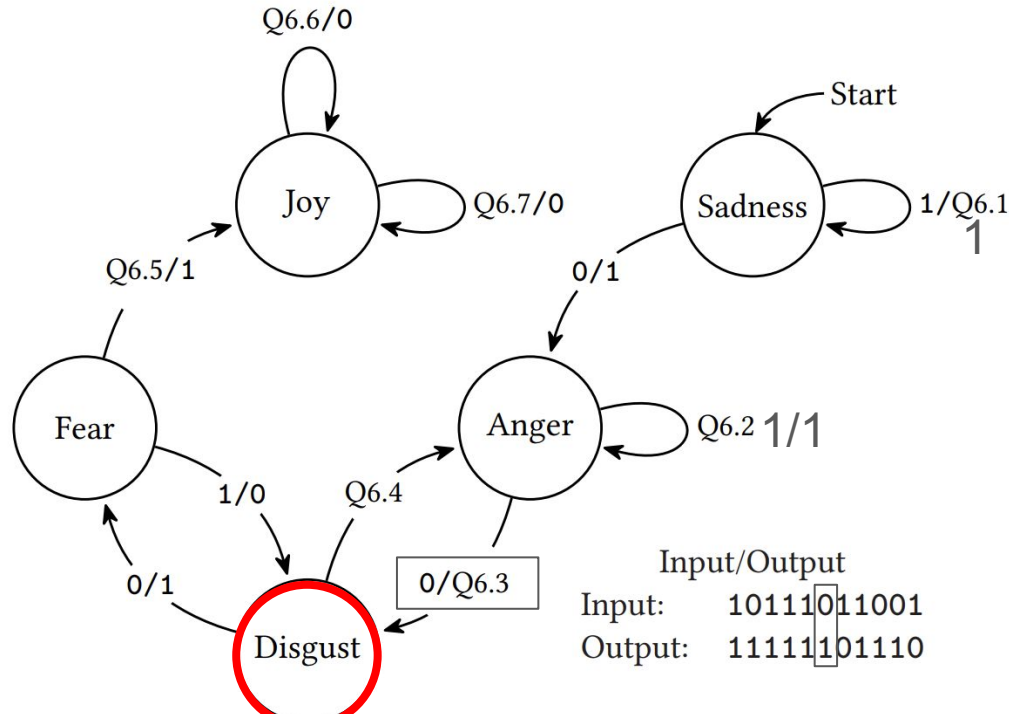 Q6.6/0
Start
Joy
Q6.7/0
Sadness
1/Q6.1
1
Q6.5/1
0/1
Fear
Anger
Q6.2 1/1
1/0
Q6.4
0/1
0/Q6.3
Disgust
Input/Output
Input: 10111011001
Output: 11111101110